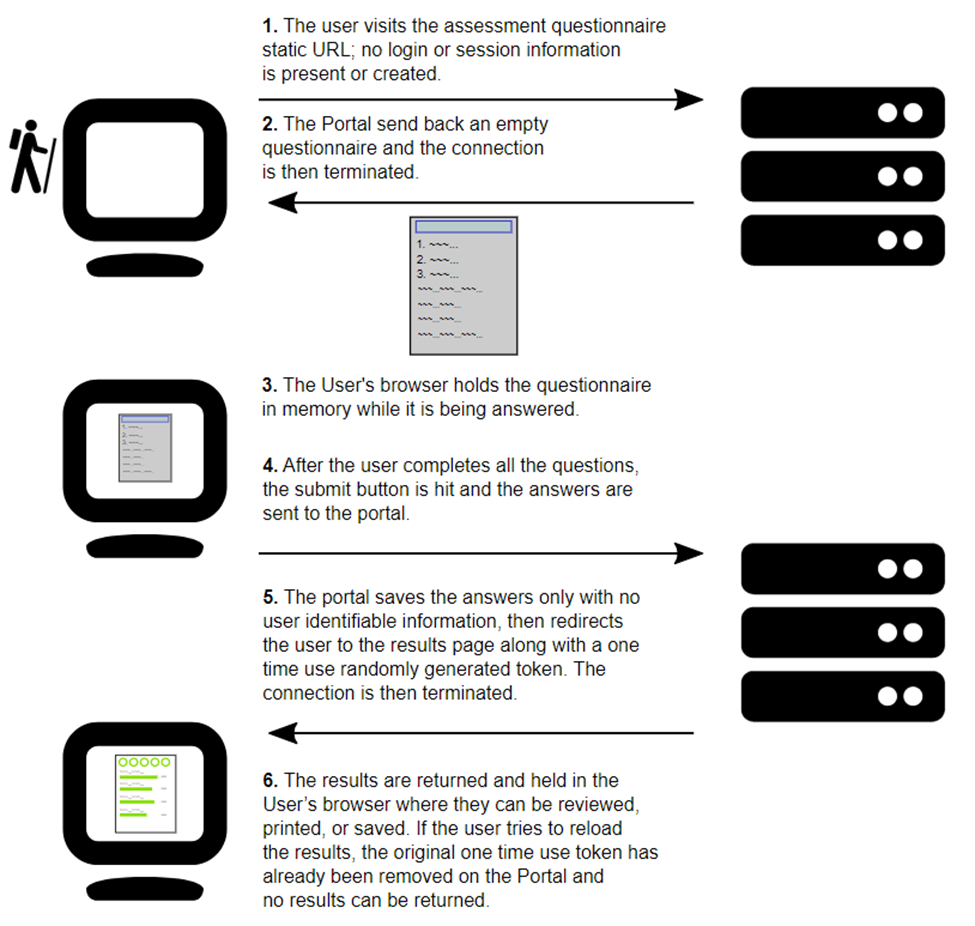 1. The user visits the assessment questionnaire
static URL; no login or session information
is present or created.
2. The Portal send back an empty
questionnaire and the connection
is then terminated.
1. ~~~...
2. ~~~...
3. ~~~...
3. The User's browser holds the questionnaire
in memory while it is being answered.
4. After the user completes all the questions,
the submit button is hit and the answers are
sent to the portal.
5. The portal saves the answers only with no
user identifiable information, then redirects
the user to the results page along with a one
time use randomly generated token. The
connection is then terminated.
6. The results are returned and held in the
User’s browser where they can be reviewed,
printed, or saved. If the user tries to reload
the results, the original one time use token has
already been removed on the Portal and
no results can be returned.